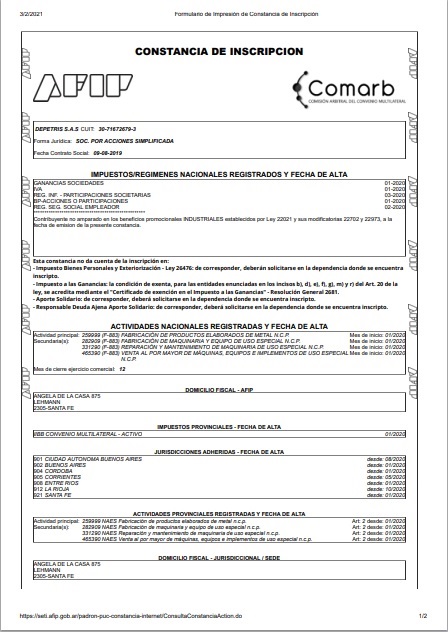 3/2/2021 Formulario de Impresión de Constancia de Inscripción
CONSTANCIA DE INSCRIPCION
AFIP
Comarb
COMISIÓN ARBITRAL DEL CONVENIO MULTILATERAL
DEPETRIS S.A.S CUIT: 30-71672679-3
Forma Jurídica: SOC. POR ACCIONES SIMPLIFICADA
Fecha Contrato Social: 09-08-2019
IMPUESTOS/REGIMENES NACIONALES REGISTRADOS Y FECHA DE ALTA
GANANCIAS SOCIEDADES 01-2020
IVA 01-2020
REG. INF. - PARTICIPACIONES SOCIETARIAS 03-2020
BP-ACCIONES O PARTICIPACIONES 01-2020
REG. SEG. SOCIAL EMPLEADOR 02-2020
Contribuyente no amparado en los beneficios promocionales INDUSTRIALES establecidos por Ley 22021 y sus modificatorias 22702 y 22973, a la
fecha de emision de la presente constancia.
Esta constancia no da cuenta de la inscripción en:
- Impuesto Bienes Personales y Exteriorización - Ley 26476: de corresponder, deberán solicitarse en la dependencia donde se encuentra
inscripto.
- Impuesto a las Ganancias: la condición de exenta, para las entidades enunciadas en los incisos b), d), e), f), g), m) y r) del Art. 20 de la
ley, se acredita mediante el "Certificado de exención en el Impuesto a las Ganancias" - Resolución General 2681.
- Aporte Solidario: de corresponder, deberá solicitarse en la dependencia donde se encuentra inscripto.
- Responsable Deuda Ajena Aporte Solidario: de corresponder, deberá solicitarse en la dependencia donde se encuentra
inscripto.
ACTIVIDADES NACIONALES REGISTRADAS Y FECHA DE ALTA
Actividad principal: 259999 (F-883) FABRICACIÓN DE PRODUCTOS ELABORADOS DE METAL N.C.P. Mes de inicio: 01/2020
Secundaria(s): 282909 (F-883) FABRICACIÓN DE MAQUINARIA Y EQUIPO DE USO ESPECIAL N.C.P. Mes de inicio: 01/2020
331290 (F-883) REPARACIÓN Y MANTENIMIENTO DE MAQUINARIA DE USO ESPECIAL N.C.P. Mes de inicio: 01/2020
465390 (F-883) VENTA AL POR MAYOR DE MÁQUINAS, EQUIPOS E IMPLEMENTOS DE USO ESPECIAL Mes de inicio: 01/2020
N.C.P.
Mes de cierre ejercicio comercial: 12
DOMICILIO FISCAL - AFIP
ANGELA DE LA CASA 675
LEHMANN
2305-SANTA FE
IMPUESTOS PROVINCIALES - FECHA DE ALTA
IIBB CONVENIO MULTILATERAL - ACTIVO 01/2020
JURISDICCIONES ADHERIDAS - FECHA DE ALTA
901 CIUDAD AUTONOMA BUENOS AIRES desde: 08/2020
902 BUENOS AIRES desde: 01/2020
904 CORDOBA desde: 01/2020
905 CORRIENTES desde: 05/2020
908 ENTRE RIOS desde: 01/2020
912 LA RIOJA desde: 10/2020
921 SANTA FE desde: 01/2020
ACTIVIDADES PROVINCIALES REGISTRADAS Y FECHA DE ALTA
Actividad principal: 259999 NAES Fabricación de productos elaborados de metal n.c.p. Art: 2 desde: 01/2020
Secundaria(s): 282909 NAES Fabricación de maquinaria y equipo de uso especial n.c.p. Art: 2 desde: 01/2020
331290 NAES Reparación y mantenimiento de maquinaria de uso especial n.c.p. Art: 2 desde: 01/2020
465390 NAES Venta al por mayor de máquinas, equipos e implementos de uso especial n.c.p. Art: 2 desde: 01/2020
DOMICILIO FISCAL - JURISDICCIONAL / SEDE
ANGELA DE LA CASA 675
LEHMANN
2305-SANTA FE
https://seti.afip.gob.ar/padron-puc-constancia-internet/ConsultaConstanciaAction.do 1/2